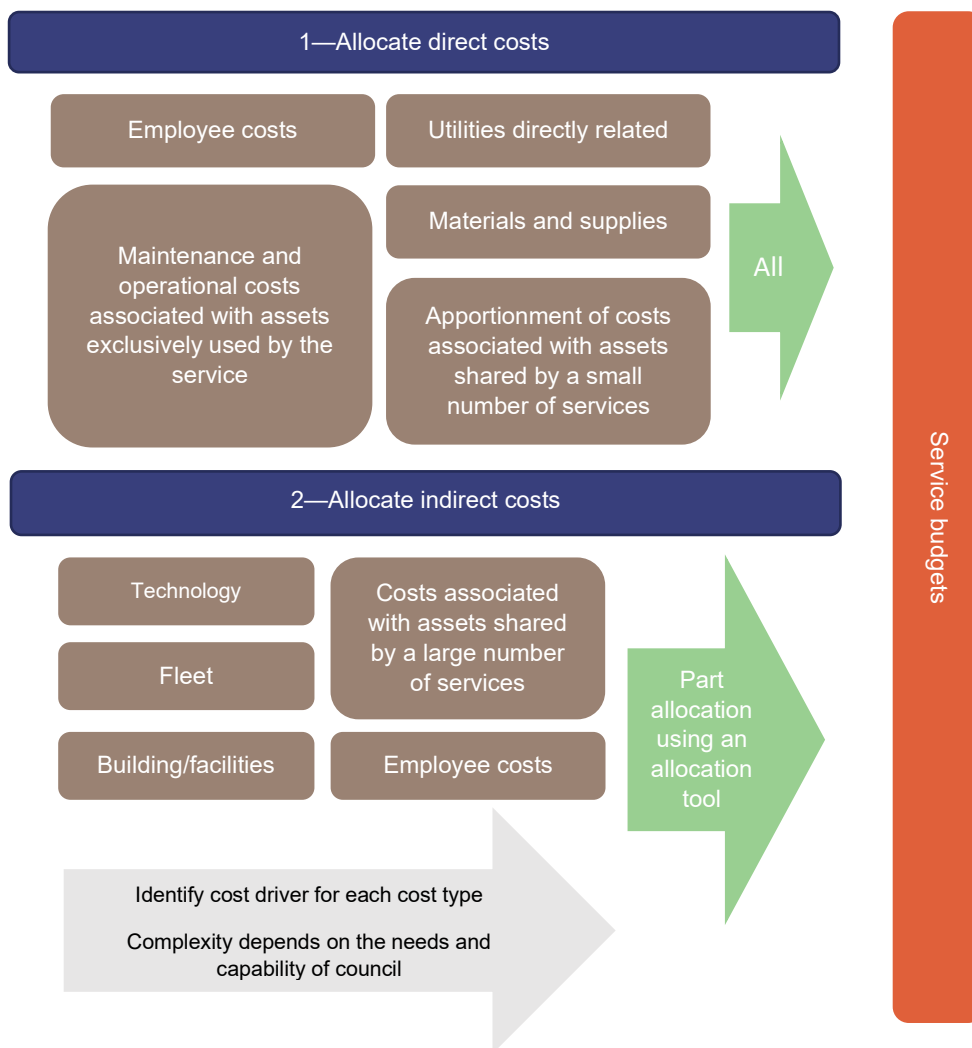 1—Allocate direct costs
Employee costs
Utilities directly related
Maintenance and
operational costs
associated with assets
exclusively used by the
service
Materials and supplies
Apportionment of costs
associated with assets
shared by a small
number of services
All
2—Allocate indirect costs
Technology
Fleet
Building/facilities
Costs associated
with assets shared
by a large number
of services
Employee costs
Part
allocation
using an
allocation
tool
Identify cost driver for each cost type
Complexity depends on the needs and
capability of council
Service budgets